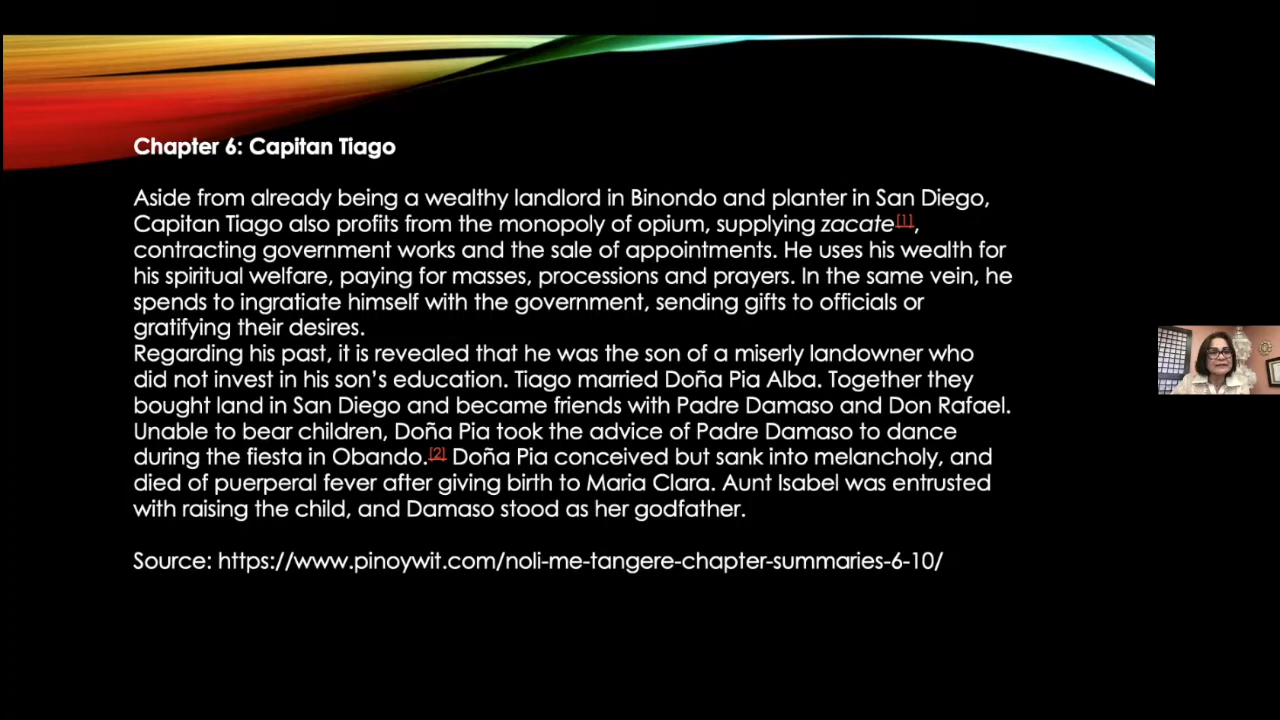 Chapter 6: Capitan Tiago
Aside from already being a wealthy landlord in Binondo and planter in San Diego,
Capitan Tiago also profits from the monopoly of opium, supplying zacate[1],
contracting government works and the sale of appointments. He uses his wealth for
his spiritual welfare, paying for masses, processions and prayers. In the same vein, he
spends to ingratiate himself with the government, sending gifts to officials or
gratifying their desires.
Regarding his past, it is revealed that he was the son of a miserly landowner who
did not invest in his son’s education. Tiago married Doña Pia Alba. Together they
bought land in San Diego and became friends with Padre Damaso and Don Rafael.
Unable to bear children, Doña Pia took the advice of Padre Damaso to dance
during the fiesta in Obando.[2] Doña Pia conceived but sank into melancholy, and
died of puerperal fever after giving birth to Maria Clara. Aunt Isabel was entrusted
with raising the child, and Damaso stood as her godfather.
Source: https://www.pinoywit.com/noli-me-tangere-chapter-summaries-6-10/